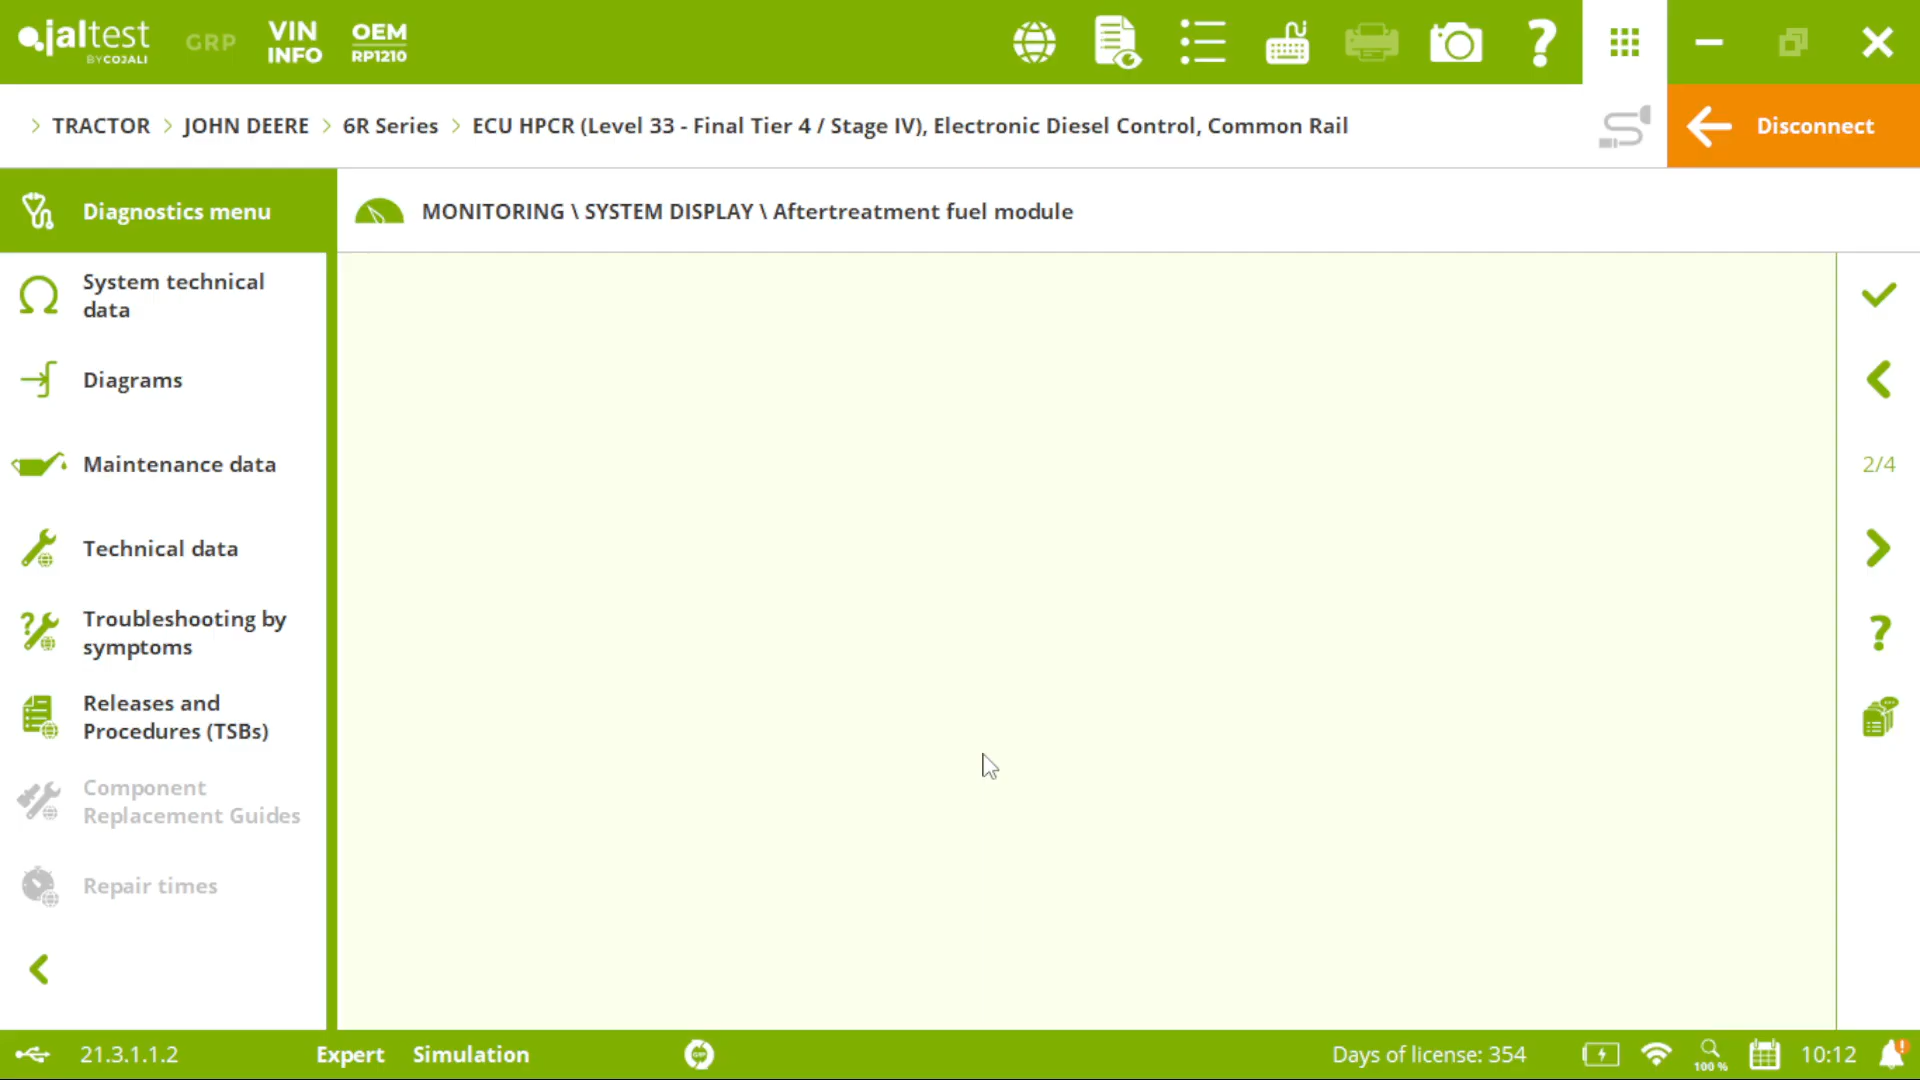 jaltest
BY COJALI
GRP
VIN
INFO
OEM
RP1210
> TRACTOR > JOHN DEERE > 6R Series > ECU HPCR (Level 33 - Final Tier 4 / Stage IV), Electronic Diesel Control, Common Rail
Disconnect
Diagnostics menu
MONITORING \ SYSTEM DISPLAY \ Aftertreatment fuel module
System technical
data
Diagrams
Maintenance data
2/4
Technical data
Troubleshooting by
symptoms
Releases and
Procedures (TSBs)
Component
Replacement Guides
Repair times
21.3.1.1.2
Expert
Simulation
GRP
Days of license: 354
100 %
10:12